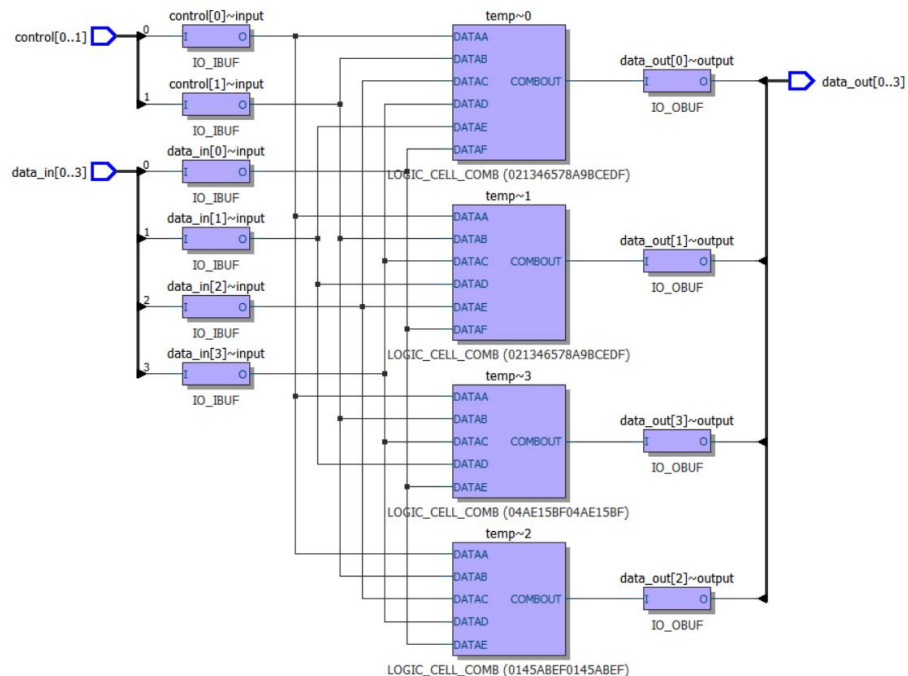 control[0..1]
0
1
control[0]~input
I O
IO_IBUF
control[1]~input
I O
IO_IBUF
data_in[0..3]
0
1
2
3
data_in[0]~input
I O
IO_IBUF
data_in[1]~input
I O
IO_IBUF
data_in[2]~input
I O
IO_IBUF
data_in[3]~input
I O
IO_IBUF
temp~0
DATAA
DATAB
DATAC COMBOUT
DATAD
DATAE
DATAF
LOGIC_CELL_COMB (021346578A9BCEDF)
temp~1
DATAA
DATAB
DATAC COMBOUT
DATAD
DATAE
DATAF
LOGIC_CELL_COMB (021346578A9BCEDF)
temp~3
DATAA
DATAB
DATAC COMBOUT
DATAD
DATAE
LOGIC_CELL_COMB (04AE15BF04AE15BF)
temp~2
DATAA
DATAB
DATAC COMBOUT
DATAD
DATAE
LOGIC_CELL_COMB (0145ABEF0145ABEF)
data_out[0]~output
I O
IO_OBUF
data_out[1]~output
I O
IO_OBUF
data_out[3]~output
I O
IO_OBUF
data_out[2]~output
I O
IO_OBUF
data_out[0..3]